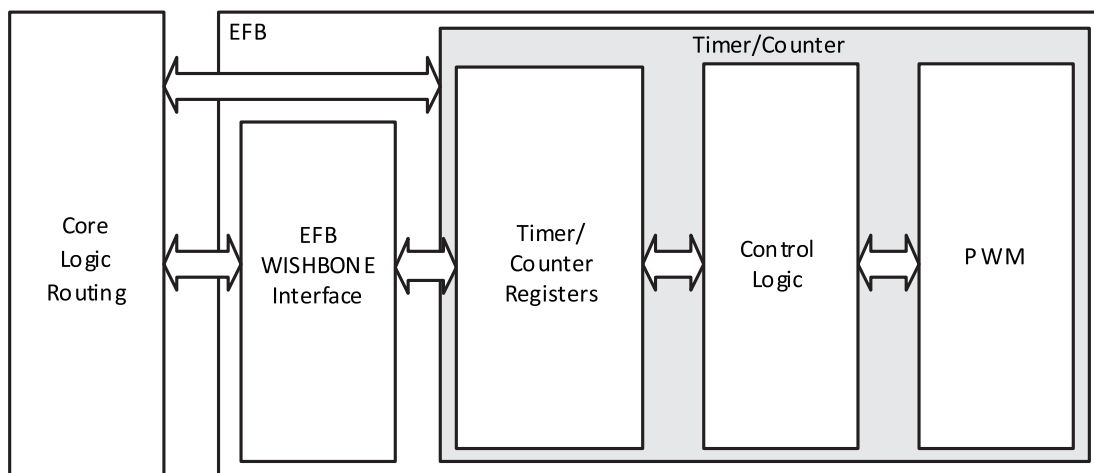 EFB
Timer/Counter
Core
Logic
Routing
EFB
WISHBONE
Interface
Timer/
Counter
Registers
Control
Logic
PWM